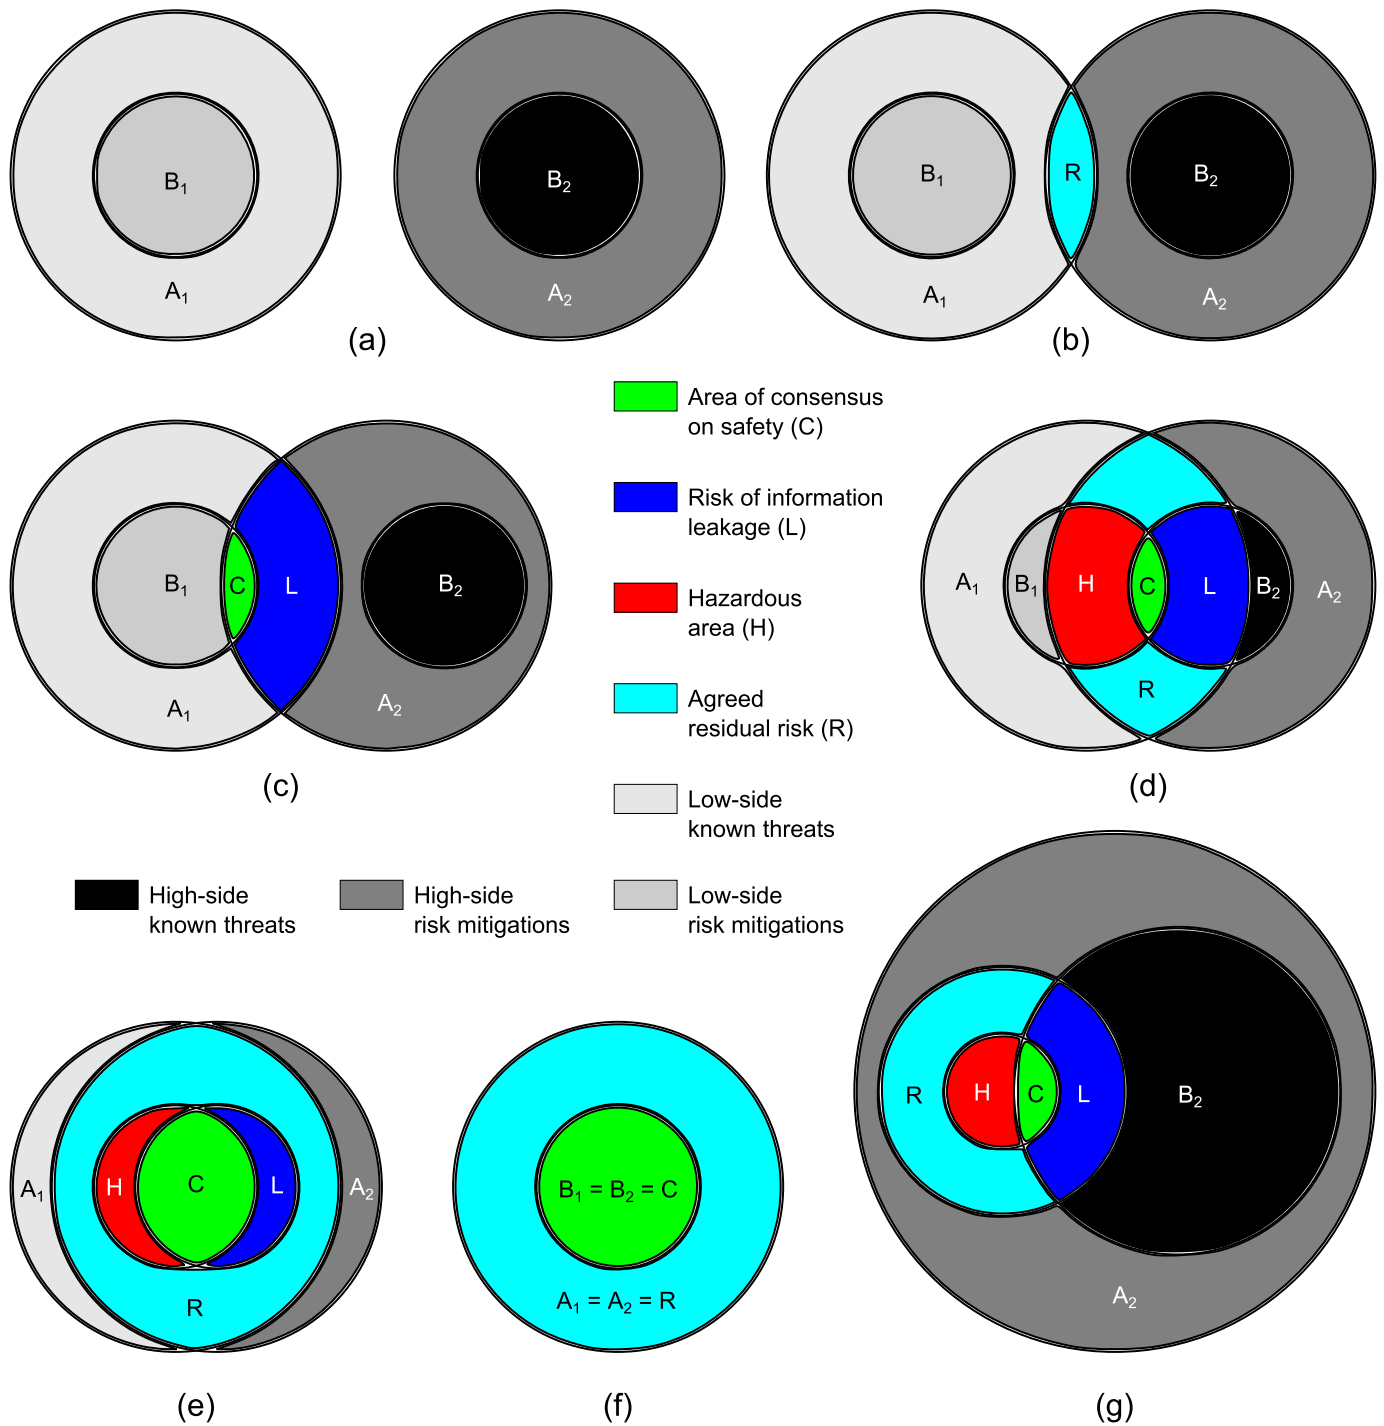 B₁
A₁
B₂
A₂
(a)
B₁
A₁
R
B₂
A₂
(b)
B₁
C
L
B₂
A₁
A₂
(c)
Area of consensus
on safety (C)
Risk of information
leakage (L)
Hazardous
area (H)
Agreed
residual risk (R)
Low-side
known threats
Low-side
risk mitigations
High-side
known threats
High-side
risk mitigations
A₁
B₁
H
C
L
B₂
A₂
R
(d)
A₁
H
C
L
A₂
R
(e)
B₁ = B₂ = C
A₁ = A₂ = R
(f)
R
H
C
L
B₂
A₂
(g)